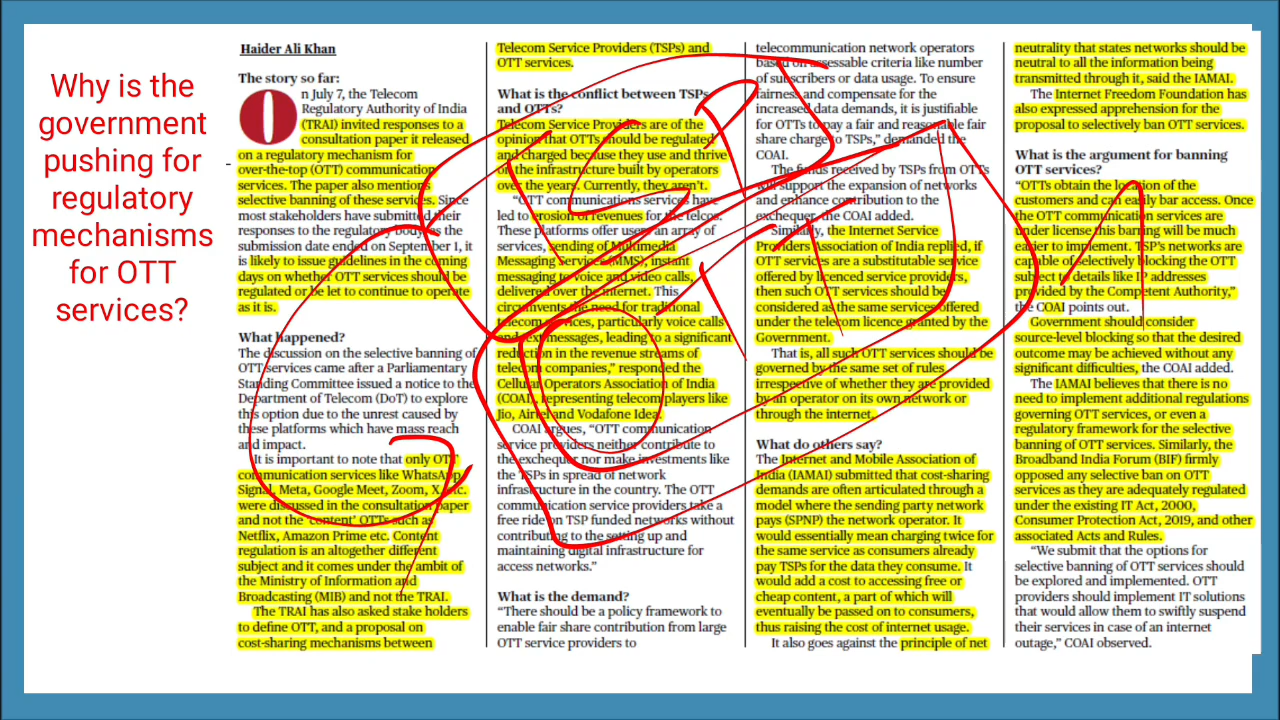 Why is the
government
pushing for
regulatory
mechanisms
for OTT
services?
Haider Ali Khan
The story so far:
On July 7, the Telecom
Regulatory Authority of India
(TRAI) invited responses to a
consultation paper it released
on a regulatory mechanism for
over-the-top (OTT) communication
services. The paper also mentions
selective banning of these services. Since
most stakeholders have submitted their
responses to the regulatory body as the
submission date ended on September 1, it
is likely to issue guidelines in the coming
days on whether OTT services should be
regulated or be let to continue to operate
as it is.
What happened?
The discussion on the selective banning of
OTT services came after a Parliamentary
Standing Committee issued a notice to the
Department of Telecom (DoT) to explore
this option due to the unrest caused by
these platforms which have mass reach
and impact.
It is important to note that only OTT
communication services like WhatsApp,
Signal, Meta, Google Meet, Zoom, X, etc.
were discussed in the consultation paper
and not the ‘content’ OTTs such as
Netflix, Amazon Prime etc. Content
regulation is an altogether different
subject and it comes under the ambit of
the Ministry of Information and
Broadcasting (MIB) and not the TRAI.
The TRAI has also asked stake holders
to define OTT, and a proposal on
cost-sharing mechanisms between
Telecom Service Providers (TSPs) and
OTT services.
What is the conflict between TSPs
and OTTs?
Telecom Service Providers are of the
opinion that OTTs should be regulated
and charged because they use and thrive
on the infrastructure built by operators
over the years. Currently, they aren’t.
“OTT communications services have
led to erosion of revenues for the telcos.
These platforms offer users an array of
services, sending of Multimedia
Messaging Service (MMS), instant
messaging to voice and video calls,
delivered over the internet. This
circumvents the need for traditional
telecom services, particularly voice calls
and text messages, leading to a significant
reduction in the revenue streams of
telecom companies,” responded the
Cellular Operators Association of India
(COAI), representing telecom players like
Jio, Airtel and Vodafone Idea.
COAI argues, “OTT communication
service providers neither contribute to
the exchequer nor make investments like
the TSPs in spread of network
infrastructure in the country. The OTT
communication service providers take a
free ride on TSP funded networks without
contributing to the setting up and
maintaining digital infrastructure for
access networks.”
What is the demand?
“There should be a policy framework to
enable fair share contribution from large
OTT service providers to
telecommunication network operators
based on assessable criteria like number
of subscribers or data usage. To ensure
fairness and compensate for the
increased data demands, it is justifiable
for OTTs to pay a fair and reasonable fair
share charge to TSPs,” demanded the
COAI.
The funds received by TSPs from OTTs
will support the expansion of networks
and enhance contribution to the
exchequer, the COAI added.
Similarly, the Internet Service
Providers Association of India replied, if
OTT services are a substitutable service
offered by licenced service providers,
then such OTT services should be
considered as the same services offered
under the telecom licence granted by the
Government.
That is, all such OTT services should be
governed by the same set of rules
irrespective of whether they are provided
by an operator on its own network or
through the internet.
What do others say?
The Internet and Mobile Association of
India (IAMAI) submitted that cost-sharing
demands are often articulated through a
model where the sending party network
pays (SPNP) the network operator. It
would essentially mean charging twice for
the same service as consumers already
pay TSPs for the data they consume. It
would add a cost to accessing free or
cheap content, a part of which will
eventually be passed on to consumers,
thus raising the cost of internet usage.
It also goes against the principle of net
neutrality that states networks should be
neutral to all the information being
transmitted through it, said the IAMAI.
The Internet Freedom Foundation has
also expressed apprehension for the
proposal to selectively ban OTT services.
What is the argument for banning
OTT services?
“OTTs obtain the location of the
customers and can easily bar access. Once
the OTT communication services are
under license this barring will be much
easier to implement. TSP’s networks are
capable of selectively blocking the OTT
subject to details like IP addresses
provided by the Competent Authority,”
the COAI points out.
Government should consider
source-level blocking so that the desired
outcome may be achieved without any
significant difficulties, the COAI added.
The IAMAI believes that there is no
need to implement additional regulations
governing OTT services, or even a
regulatory framework for the selective
banning of OTT services. Similarly, the
Broadband India Forum (BIF) firmly
opposed any selective ban on OTT
services as they are adequately regulated
under the existing IT Act, 2000,
Consumer Protection Act, 2019, and other
associated Acts and Rules.
“We submit that the options for
selective banning of OTT services should
be explored and implemented. OTT
providers should implement IT solutions
that would allow them to swiftly suspend
their services in case of an internet
outage,” COAI observed.